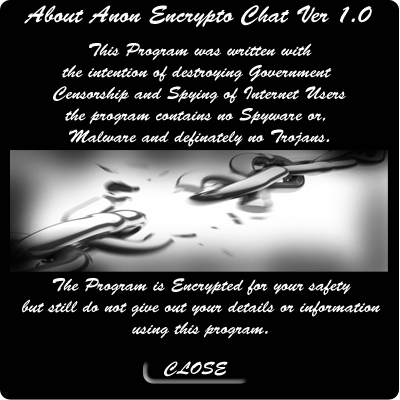 About Anon Encrypto Chat Ver 1.0
This Program was written with
the intention of destroying Government
Censorship and Spying of Internet Users
the program contains no Spyware or,
Malware and definately no Trojans.
The Program is Encrypted for your safety
but still do not give out your details or information
using this program.
CLOSE